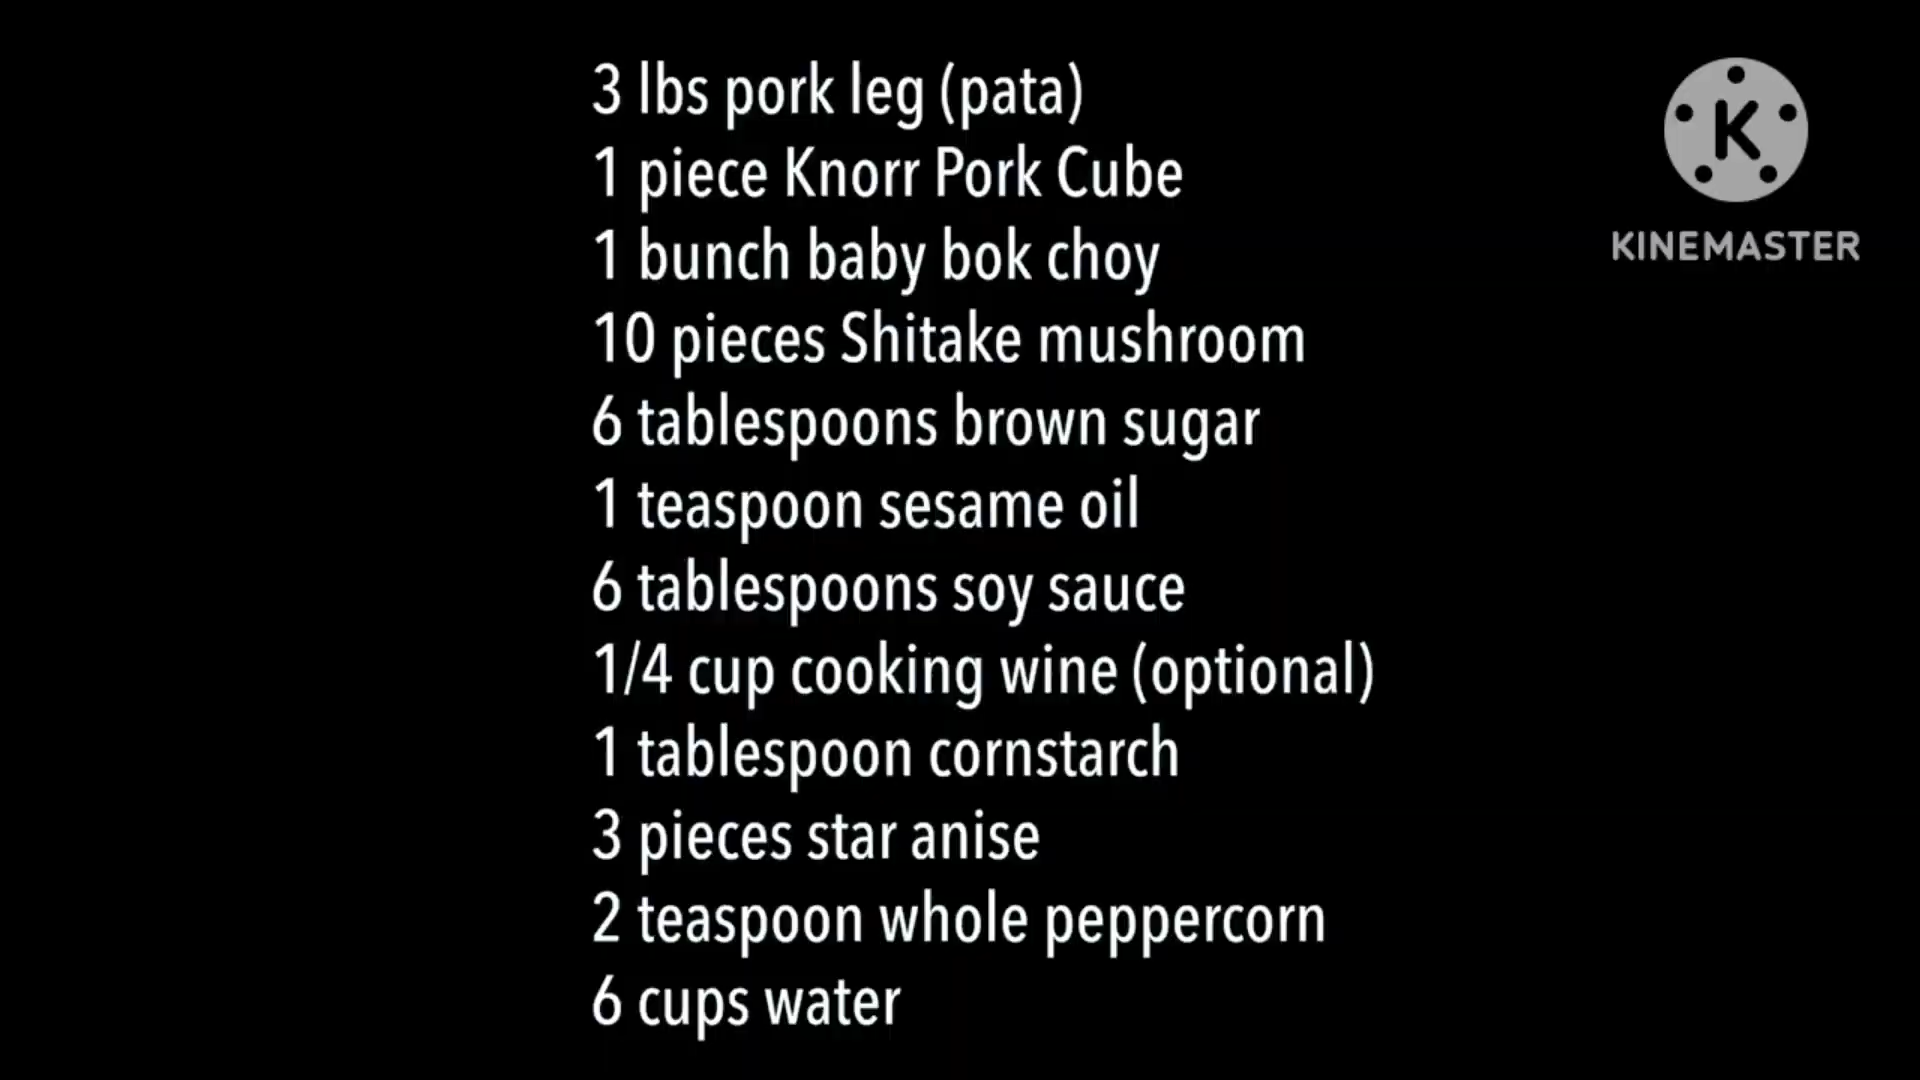 3 lbs pork leg (pata)
1 piece Knorr Pork Cube
1 bunch baby bok choy
10 pieces Shitake mushroom
6 tablespoons brown sugar
1 teaspoon sesame oil
6 tablespoons soy sauce
1/4 cup cooking wine (optional)
1 tablespoon cornstarch
3 pieces star anise
2 teaspoon whole peppercorn
6 cups water
K
KINEMASTER